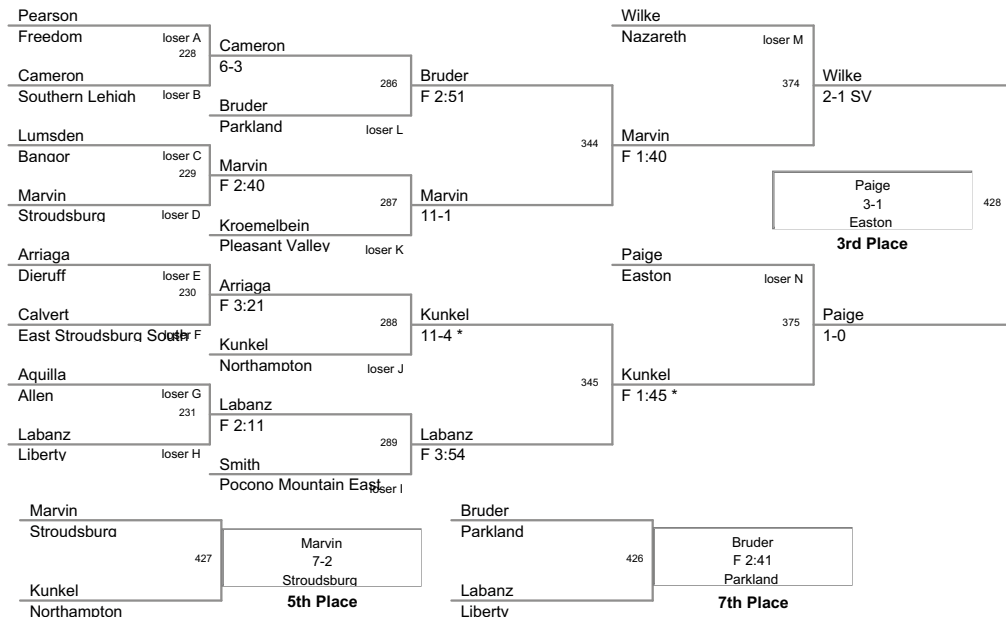 Pearson
Freedom
loser A
228
Cameron
Southern Lehigh
loser B
Lumsden
Bangor
loser C
229
Marvin
Stroudsburg
loser D
Arriaga
Dieruff
loser E
230
Calvert
East Stroudsburg South
loser F
Aquilla
Allen
loser G
231
Labanz
Liberty
loser H
Cameron
6-3
286
Bruder
Parkland
loser L
Marvin
F 2:40
287
Kroemelbein
Pleasant Valley
loser K
Arriaga
F 3:21
288
Kunkel
Northampton
loser J
Labanz
F 2:11
289
Smith
Pocono Mountain East
loser I
Bruder
F 2:51
344
Marvin
11-1
Kunkel
11-4 *
345
Labanz
F 3:54
Wilke
Nazareth
loser M
374
Marvin
F 1:40
Paige
Easton
loser N
375
Kunkel
F 1:45 *
Wilke
2-1 SV
Paige
3-1
Easton
428
3rd Place
Paige
1-0
Marvin
Stroudsburg
427
Kunkel
Northampton
Marvin
7-2
Stroudsburg
5th Place
Bruder
Parkland
426
Labanz
Liberty
Bruder
F 2:41
Parkland
7th Place